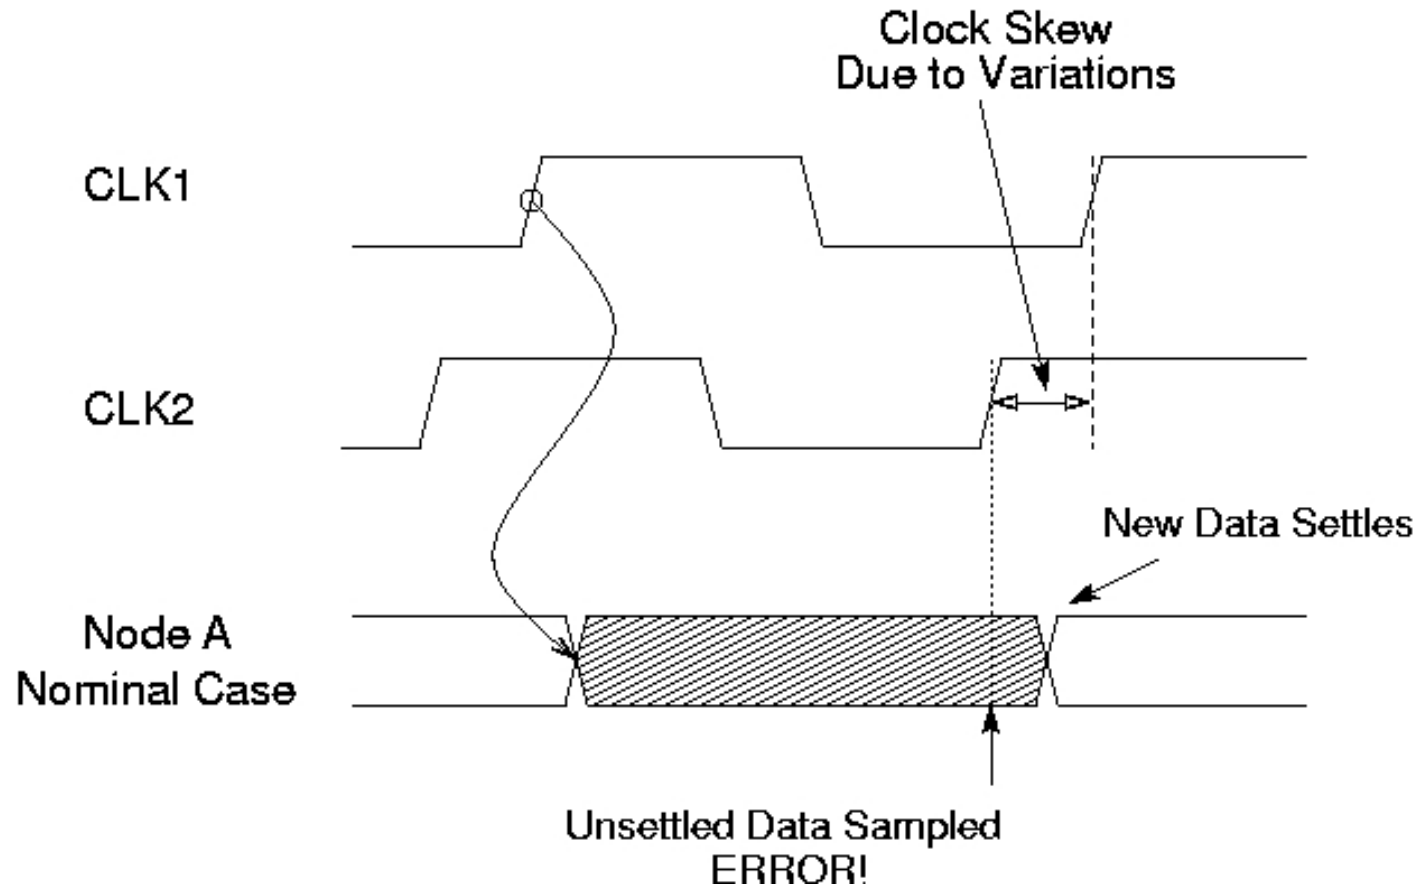 Clock Skew
Due to Variations
CLK1
CLK2
New Data Settles
Node A
Nominal Case
Unsettled Data Sampled
ERROR!